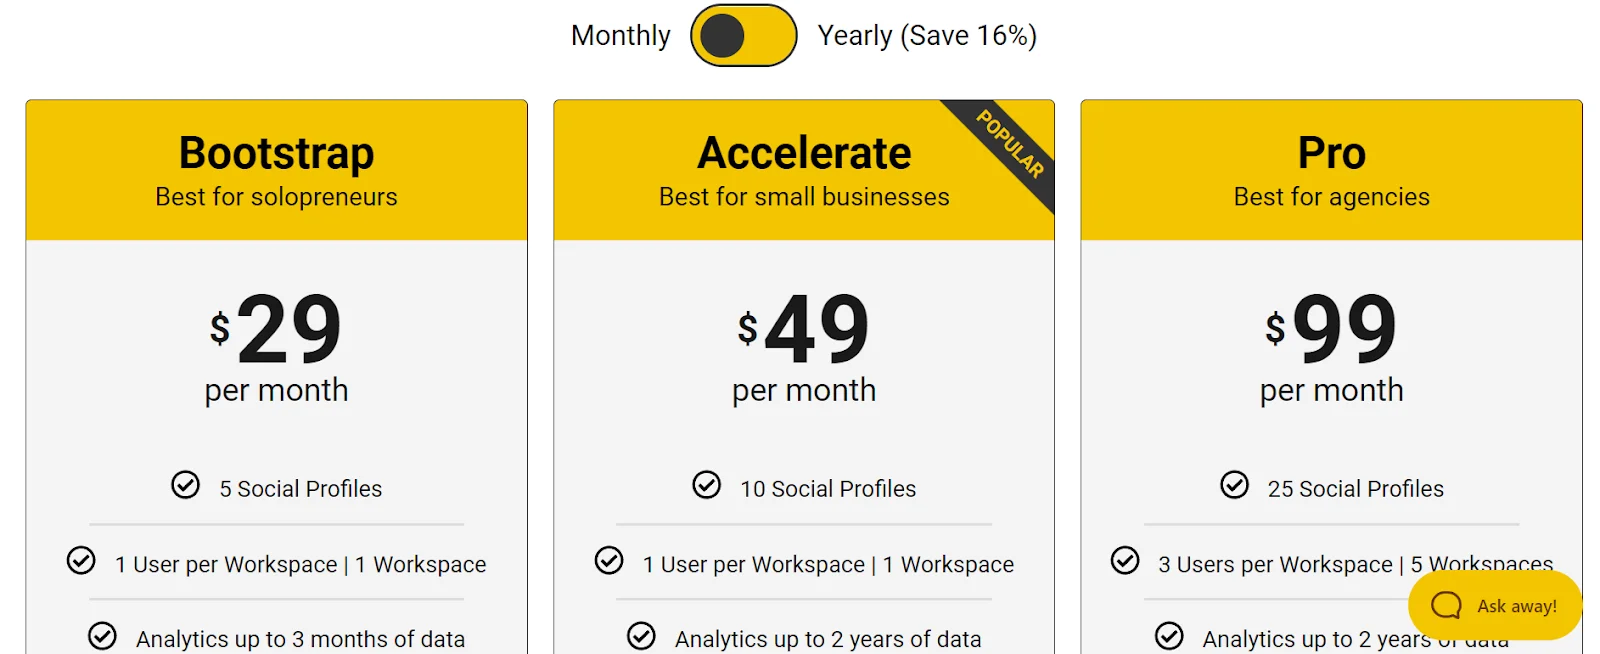 Monthly Yearly (Save 16%)
Bootstrap
Best for solopreneurs
$29
per month
5 Social Profiles
1 User per Workspace | 1 Workspace
Analytics up to 3 months of data
Accelerate
POPULAR
Best for small businesses
$49
per month
10 Social Profiles
1 User per Workspace | 1 Workspace
Analytics up to 2 years of data
Pro
Best for agencies
$99
per month
25 Social Profiles
3 Users per Workspace | 5 Workspaces
Analytics up to 2 years of data
Ask away!